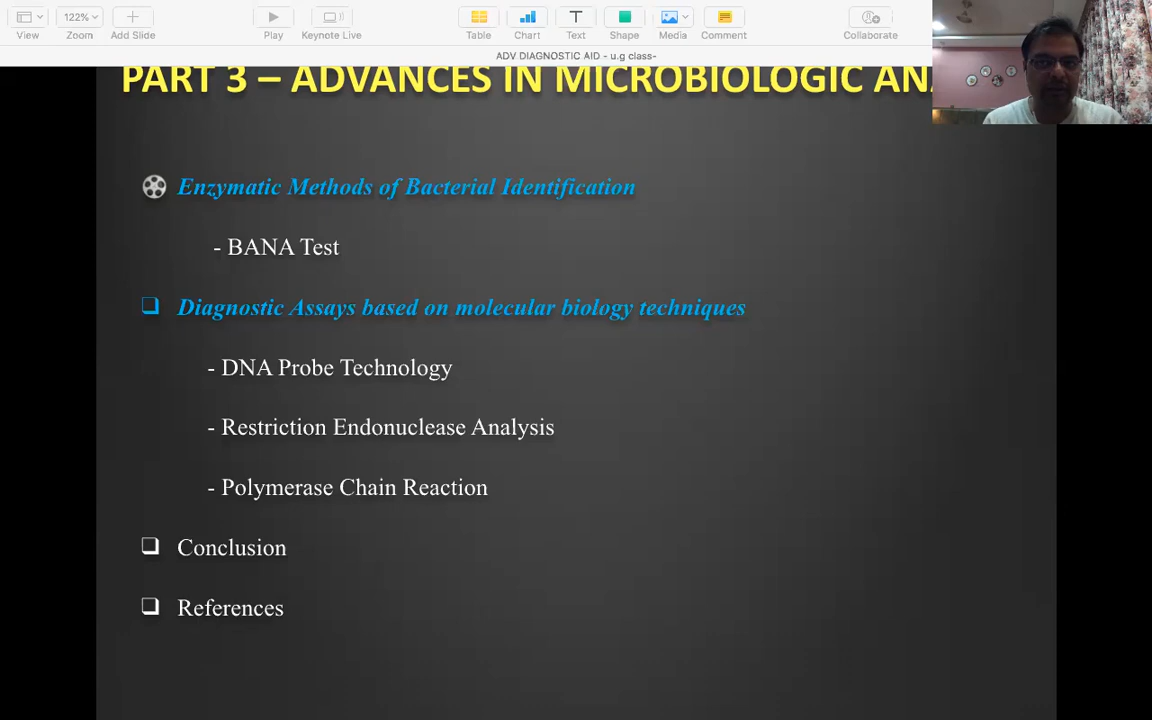 122%
View
Zoom
Add Slide
Play
Keynote Live
Table
Chart
Text
Shape
Media
Comment
Collaborate
ADV DIAGNOSTIC AID - u.g class-
PART 3 – ADVANCES IN MICROBIOLOGIC
Enzymatic Methods of Bacterial Identification
- BANA Test
Diagnostic Assays based on molecular biology techniques
- DNA Probe Technology
- Restriction Endonuclease Analysis
- Polymerase Chain Reaction
Conclusion
References